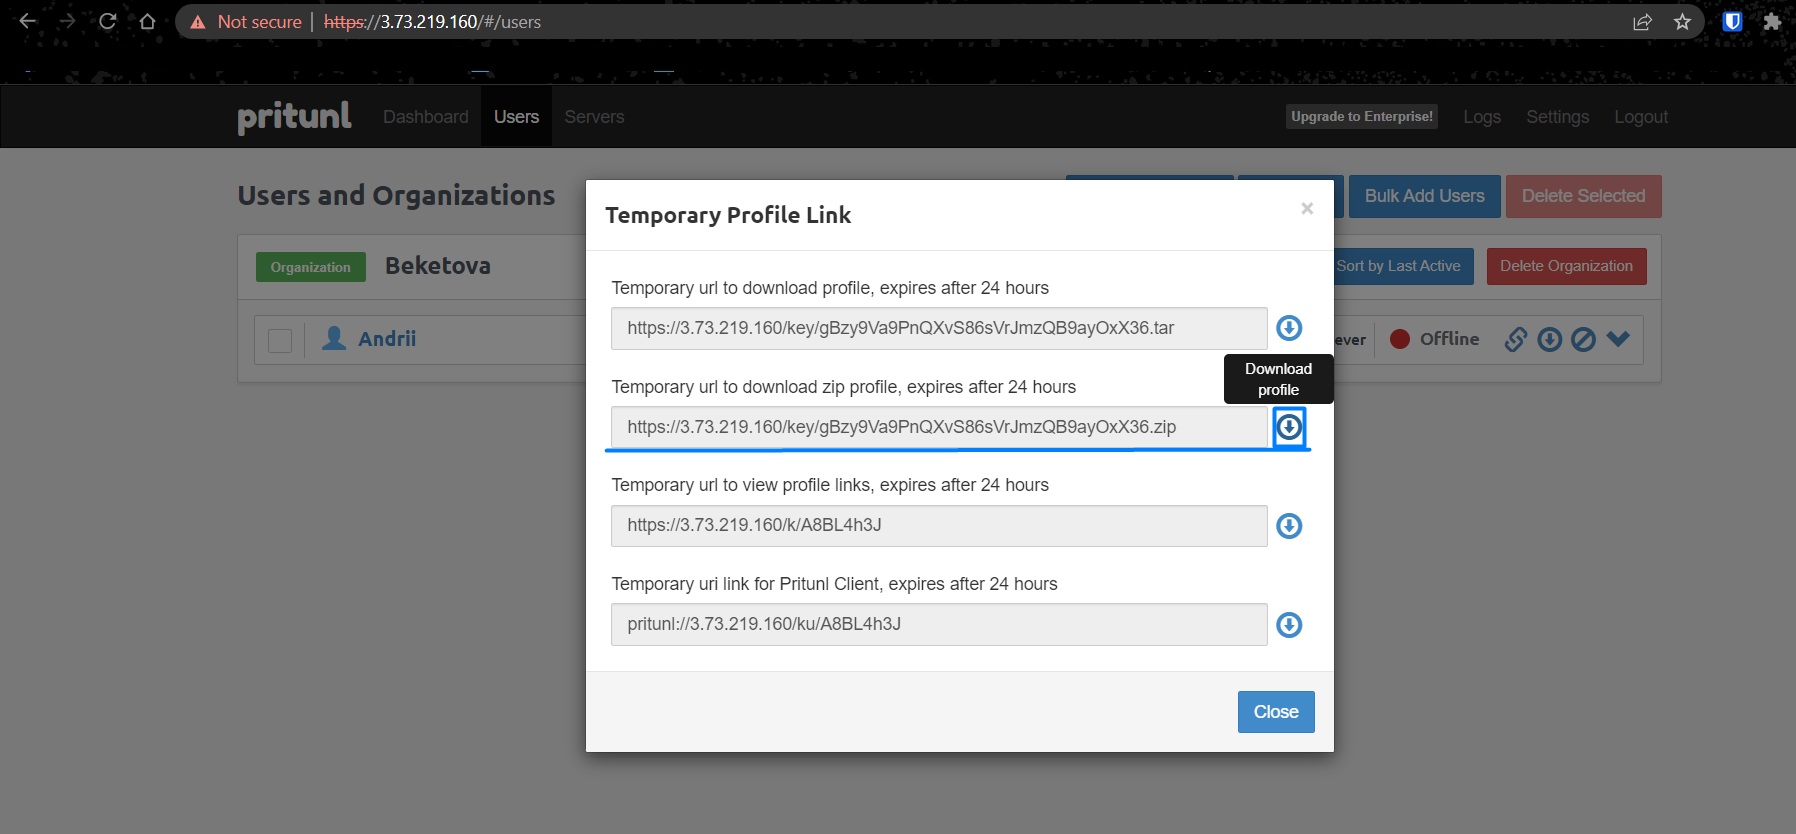 Not secure | https://3.73.219.160/#/users
pritunl Dashboard Users Servers Upgrade to Enterprise! Logs Settings Logout
Users and Organizations Bulk Add Users Delete Selected
Temporary Profile Link ×
Organization Beketova Sort by Last Active Delete Organization
Temporary url to download profile, expires after 24 hours
https://3.73.219.160/key/gBzy9Va9PnQXvS86sVrJmzQB9ayOxX36.tar
Andrii ever Offline
Download
profile
Temporary url to download zip profile, expires after 24 hours
https://3.73.219.160/key/gBzy9Va9PnQXvS86sVrJmzQB9ayOxX36.zip
Temporary url to view profile links, expires after 24 hours
https://3.73.219.160/k/A8BL4h3J
Temporary uri link for Pritunl Client, expires after 24 hours
pritunl://3.73.219.160/ku/A8BL4h3J
Close